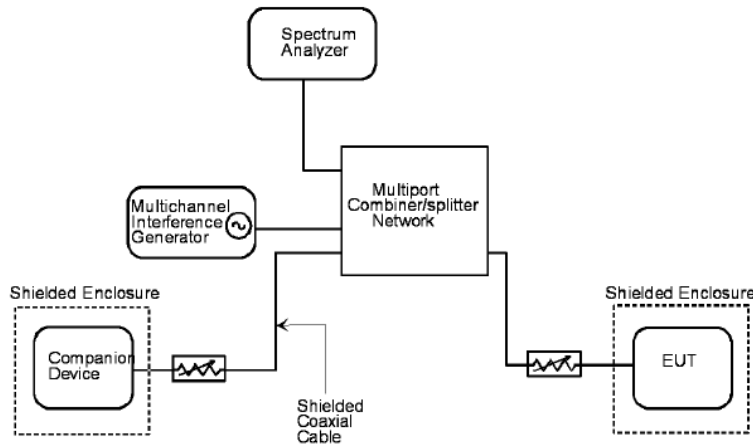 Spectrum
Analyzer
Multiport
Combiner/splitter
Network
Multichannel
Interference
Generator
Shielded Enclosure
Companion
Device
Shielded
Coaxial
Cable
Shielded Enclosure
EUT